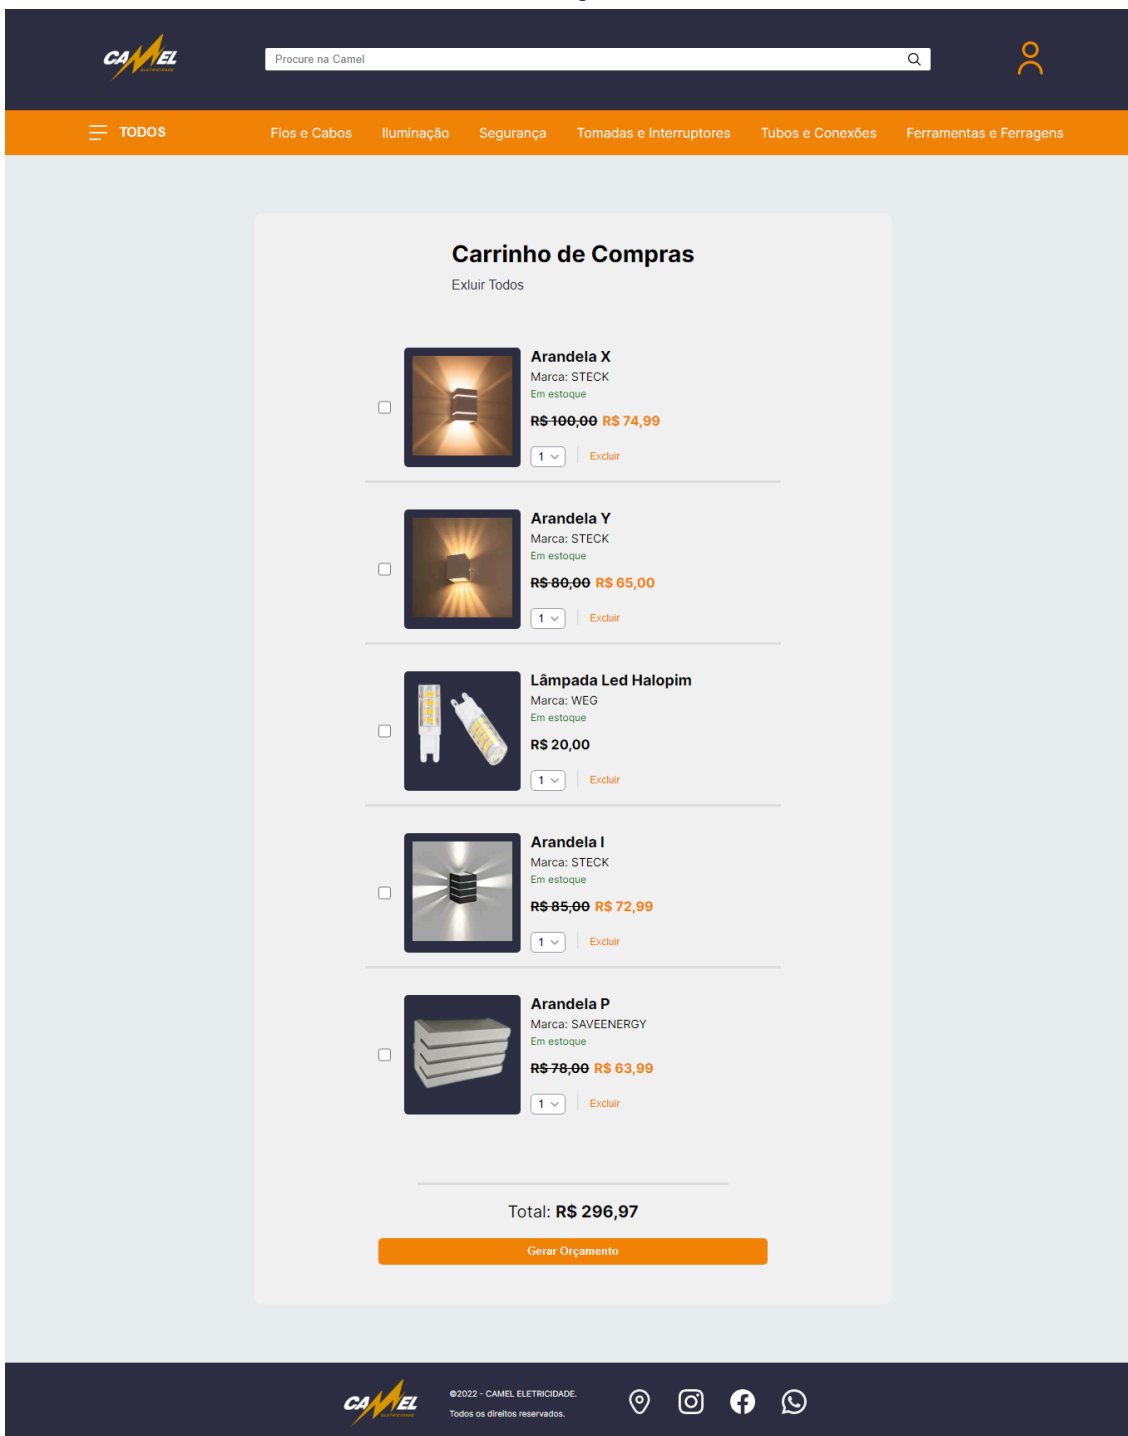 CAMEL
ELETRICIDADE
Procure na Camel
TODOS
Fios e Cabos
Iluminação
Segurança
Tomadas e Interruptores
Tubos e Conexões
Ferramentas e Ferragens
Carrinho de Compras
Exluir Todos
Arandela X
Marca: STECK
Em estoque
R$ 100,00 R$ 74,99
1 Excluir
Arandela Y
Marca: STECK
Em estoque
R$ 80,00 R$ 65,00
1 Excluir
Lâmpada Led Halopim
Marca: WEG
Em estoque
R$ 20,00
1 Excluir
Arandela I
Marca: STECK
Em estoque
R$ 85,00 R$ 72,99
1 Excluir
Arandela P
Marca: SAVEENERGY
Em estoque
R$ 78,00 R$ 63,99
1 Excluir
Total: R$ 296,97
Gerar Orçamento
CAMEL
ELETRICIDADE
©2022 - CAMEL ELETRICIDADE.
Todos os direitos reservados.